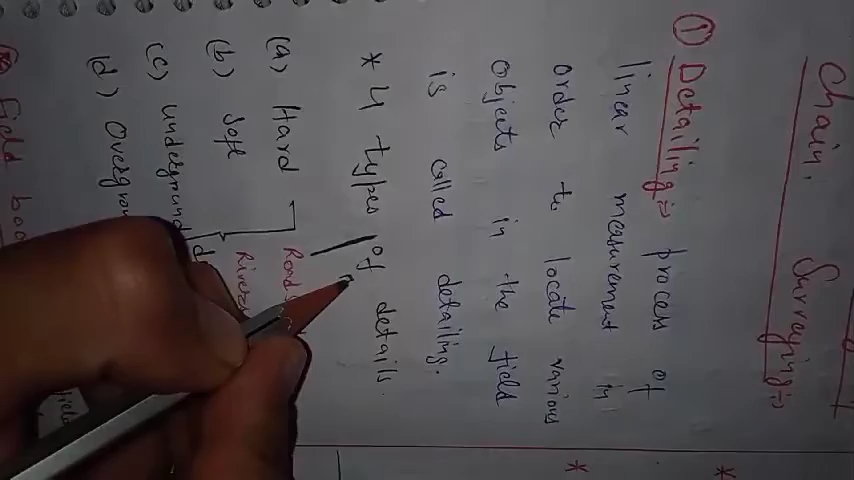 Chain. Surveying:->
① Detailing:-> process of
linear measurement in
order to locate various
objects in the field
is called detailing.
* 4 types of details.
(a) Hard
(b) Soft
(c) underground
(d)
Field